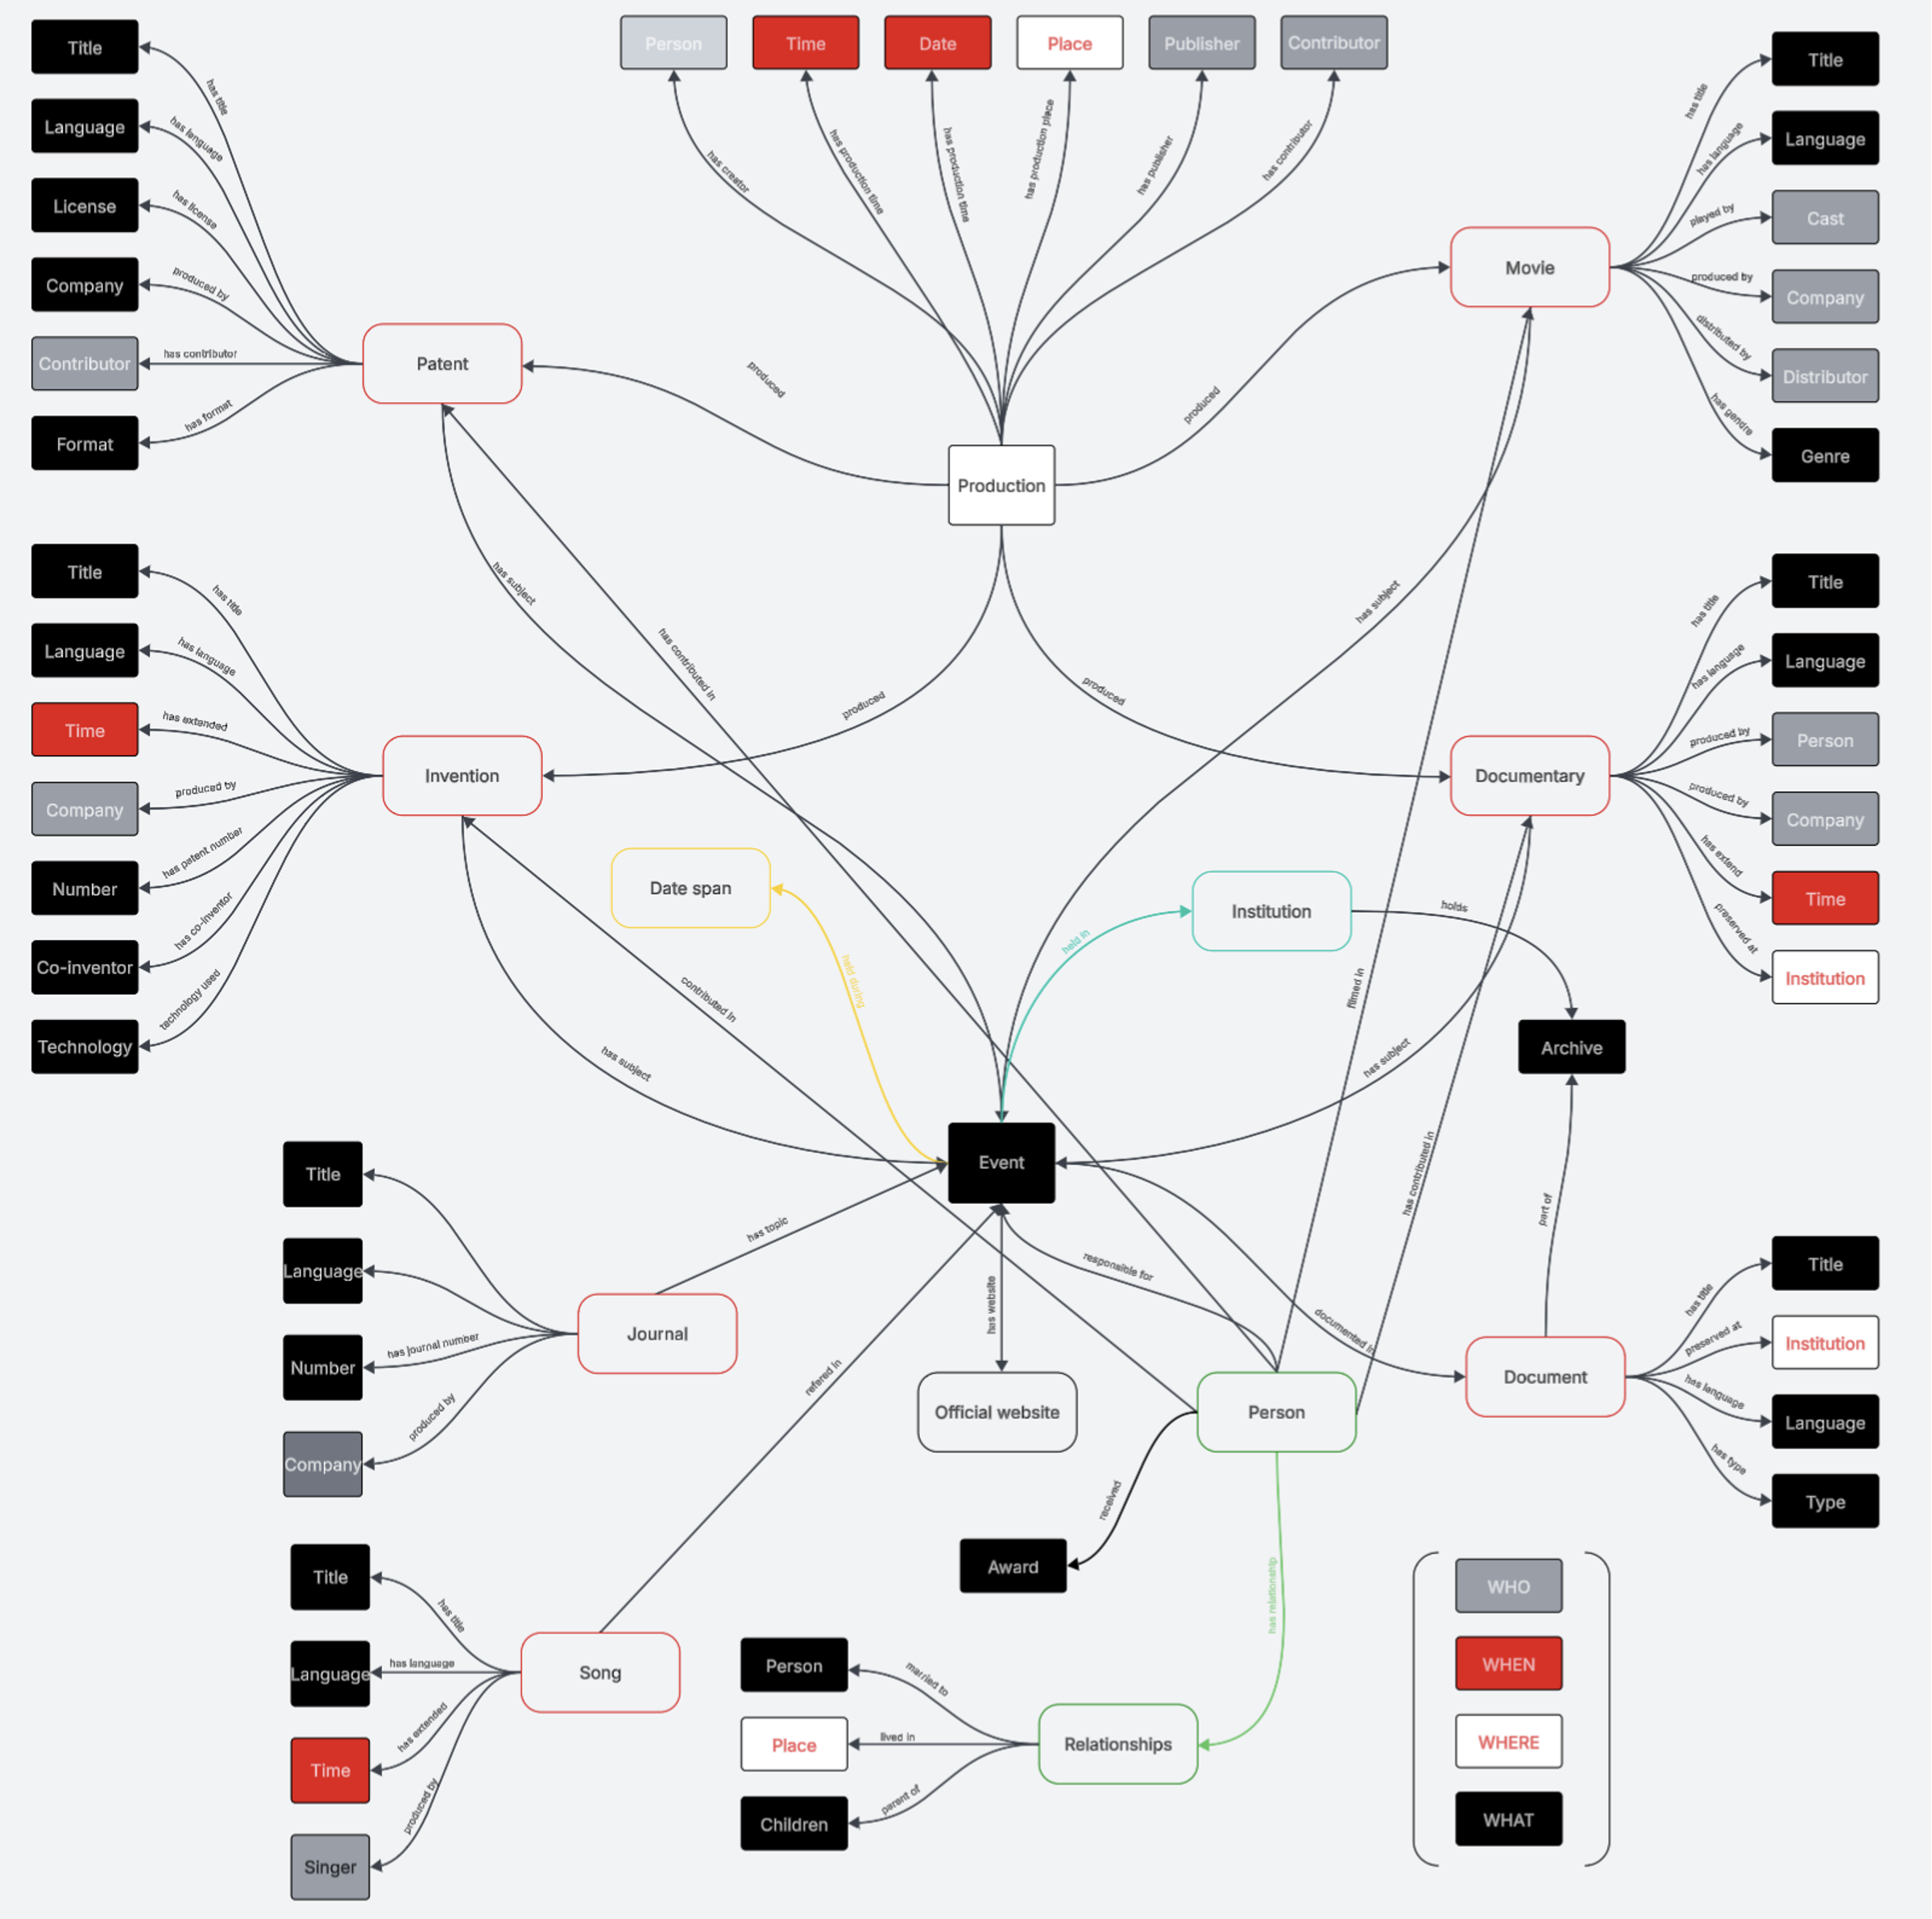 Title
Language
License
Company
Contributor
Format
has title
has language
has license
produced by
has contributor
has format
Patent
Person
Time
Date
Place
Publisher
Contributor
has creator
has production time
has production time
has production place
has publisher
has contributor
produced
produced
Production
Movie
has title
has language
played by
produced by
distributed by
has gendre
Title
Language
Cast
Company
Distributor
Genre
Title
Language
Time
Company
Number
Co-inventor
Technology
has title
has language
has extended
produced by
has patent number
has co-inventor
technology used
Invention
has subject
has contributed in
produced
produced
has subject
Documentary
has title
has language
produced by
produced by
has extend
preserved at
Title
Language
Person
Company
Time
Institution
Date span
held during
Institution
held in
holds
Archive
filmed in
contributed in
has subject
has subject
has contributed in
part of
Event
Title
Language
Number
Company
has journal number
produced by
Journal
has topic
refered in
has website
responsible for
documented in
Official website
Person
Document
has title
preserved at
has language
has type
Title
Institution
Language
Type
received
Award
has relationship
Title
Language
Time
Singer
has title
has language
has extended
produced by
Song
Person
Place
Children
married to
lived in
parent of
Relationships
WHO
WHEN
WHERE
WHAT